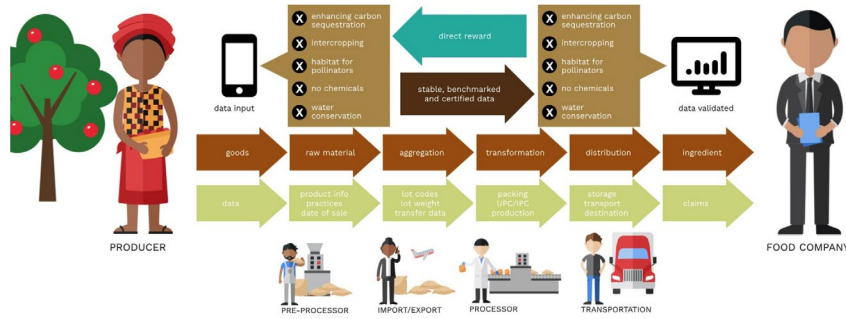 X enhancing carbon
sequestration
X intercropping
X habitat for
pollinators
X no chemicals
X water
conservation
data input
direct reward
stable, benchmarked
and certified data
X enhancing carbon
sequestration
X intercropping
X habitat for
pollinators
X no chemicals
X water
conservation
data validated
goods
raw material
aggregation
transformation
distribution
ingredient
data
product info
practices
date of sale
lot codes
lot weight
transfer data
packing
UPC/IPC
production
storage
transport
destination
claims
PRODUCER
FOOD COMPANY
PRE-PROCESSOR
IMPORT/EXPORT
PROCESSOR
TRANSPORTATION